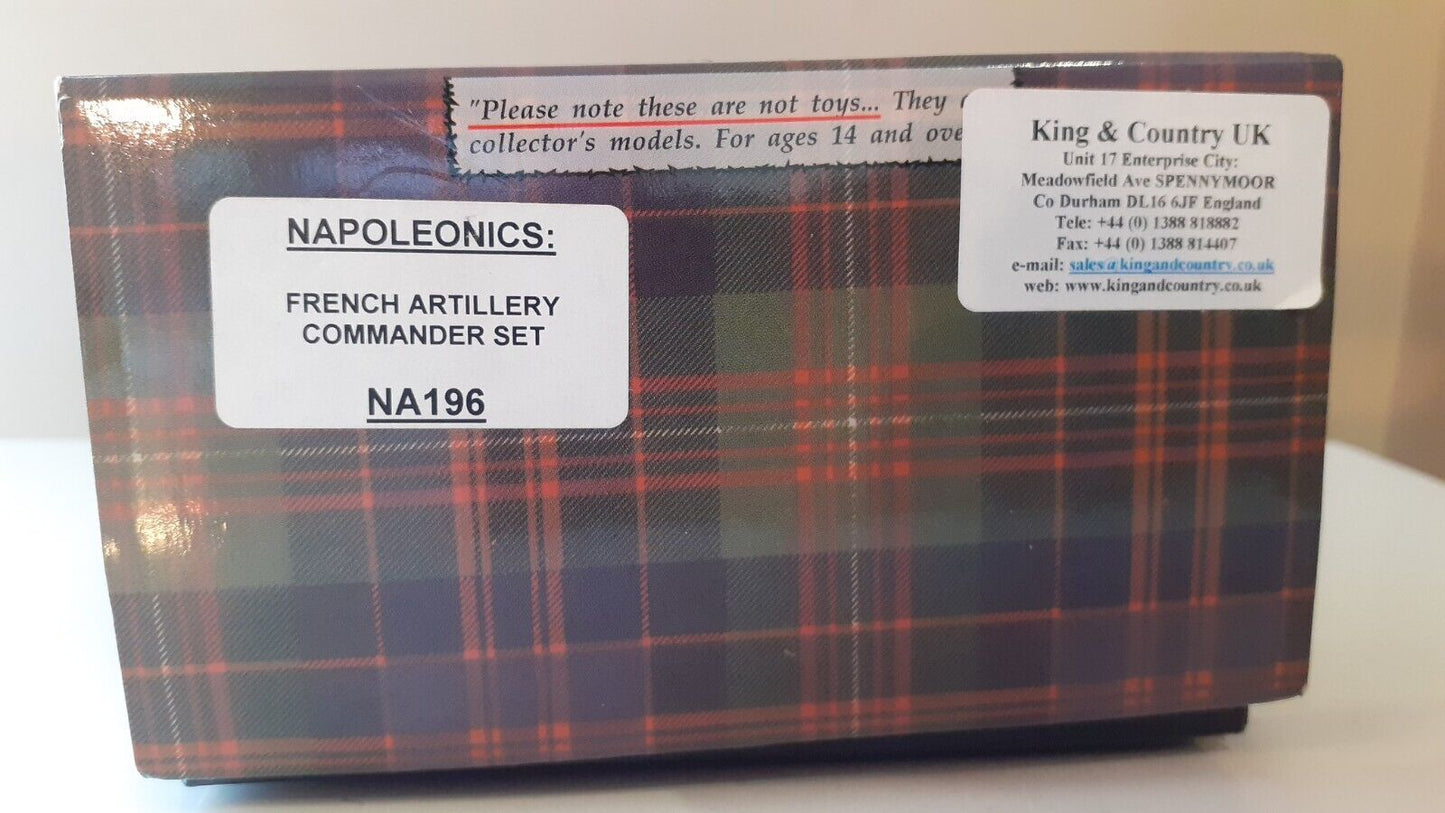 "Please note these are not toys... They
collector's models. For ages 14 and ove
King & Country UK
Unit 17 Enterprise City:
Meadowfield Ave SPENNYMOOR
Co Durham DL16 6JF England
Tele: +44 (0) 1388 818882
Fax: +44 (0) 1388 814407
e-mail: sales@kingandcountry.co.uk
web: www.kingandcountry.co.uk
NAPOLEONICS:
FRENCH ARTILLERY
COMMANDER SET
NA196